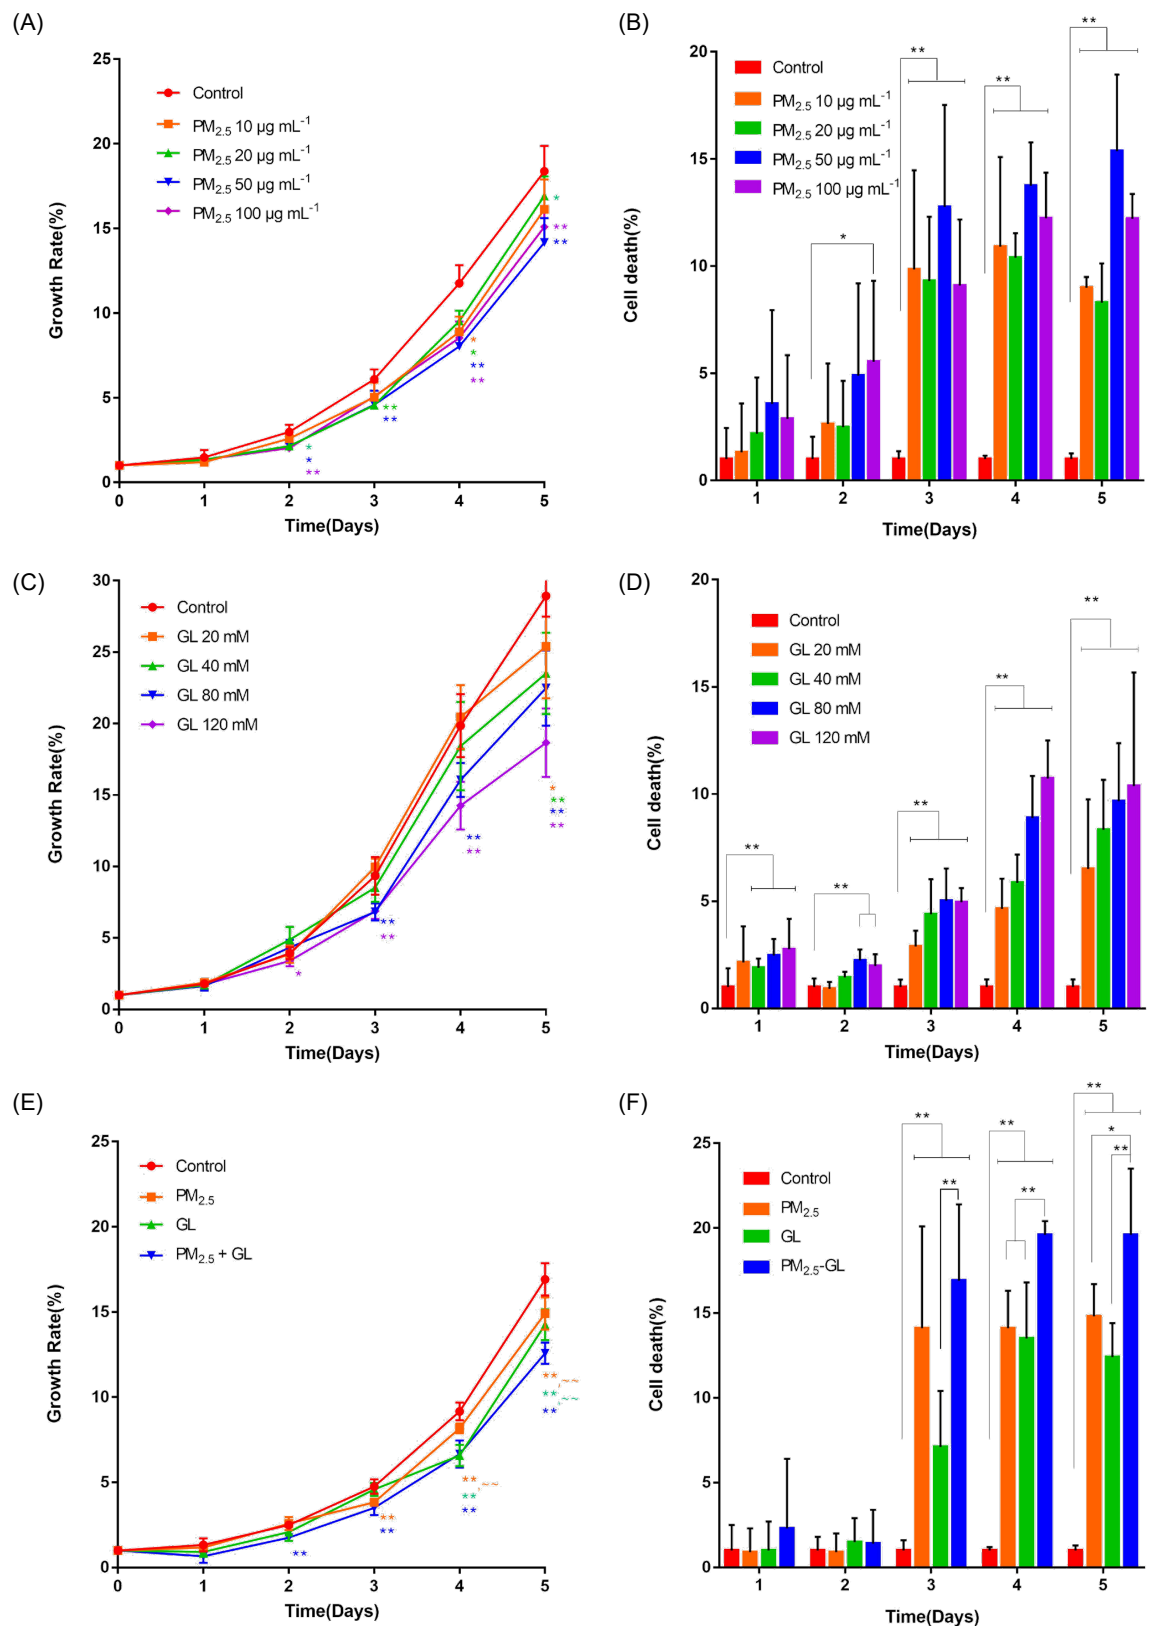 (A)
25
20
15
10
5
0
Growth Rate(%)
Control
PM2.5 10 µg mL-1
PM2.5 20 µg mL-1
PM2.5 50 µg mL-1
PM2.5 100 µg mL-1
*
**
**
*
*
**
**
**
**
*
*
**
0 1 2 3 4 5
Time(Days)
(B)
20
15
10
5
0
Cell death(%)
Control
PM2.5 10 µg mL-1
PM2.5 20 µg mL-1
PM2.5 50 µg mL-1
PM2.5 100 µg mL-1
*
**
**
**
1 2 3 4 5
Time(Days)
(C)
30
25
20
15
10
5
0
Growth Rate(%)
Control
GL 20 mM
GL 40 mM
GL 80 mM
GL 120 mM
*
**
**
**
**
**
**
**
*
0 1 2 3 4 5
Time(Days)
(D)
20
15
10
5
0
Cell death(%)
Control
GL 20 mM
GL 40 mM
GL 80 mM
GL 120 mM
**
**
**
**
**
1 2 3 4 5
Time(Days)
(E)
25
20
15
10
5
0
Growth Rate(%)
Control
PM2.5
GL
PM2.5 + GL
**,~~
**,~~
**
**,~~
**
**
**
**
**
0 1 2 3 4 5
Time(Days)
(F)
25
20
15
10
5
0
Cell death(%)
Control
PM2.5
GL
PM2.5-GL
**
**
**
**
**
*
**
1 2 3 4 5
Time(Days)